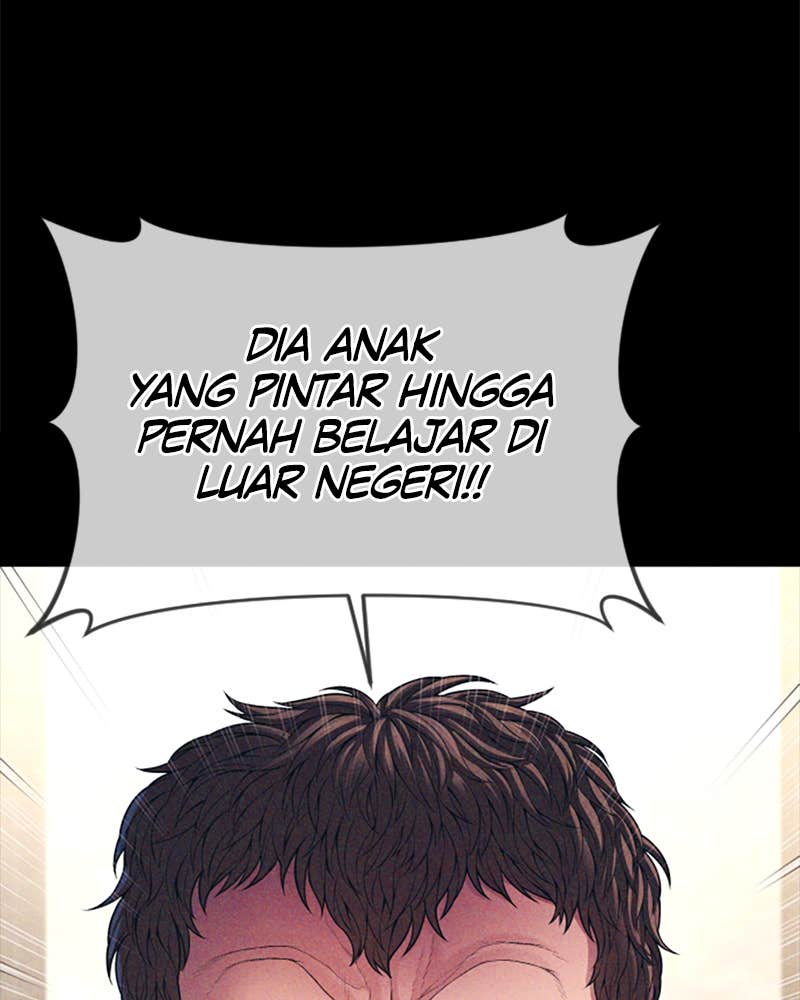 DIA ANAK
YANG PINTAR HINGGA
PERNAH BELAJAR DI
LUAR NEGERI!!